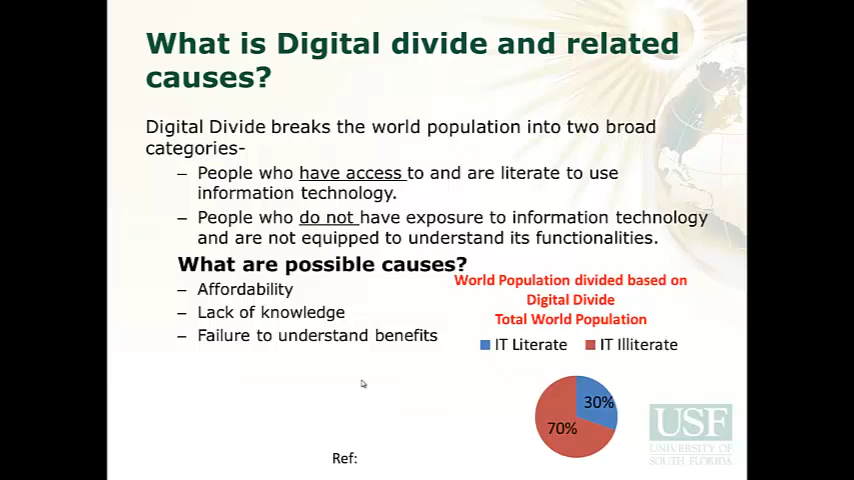 What is Digital divide and related
causes?
Digital Divide breaks the world population into two broad
categories-
– People who have access to and are literate to use
information technology.
– People who do not have exposure to information technology
and are not equipped to understand its functionalities.
What are possible causes?
– Affordability
– Lack of knowledge
– Failure to understand benefits
World Population divided based on
Digital Divide
Total World Population
IT Literate IT Illiterate
30%
70%
USF
UNIVERSITY OF
SOUTH FLORIDA
Ref: